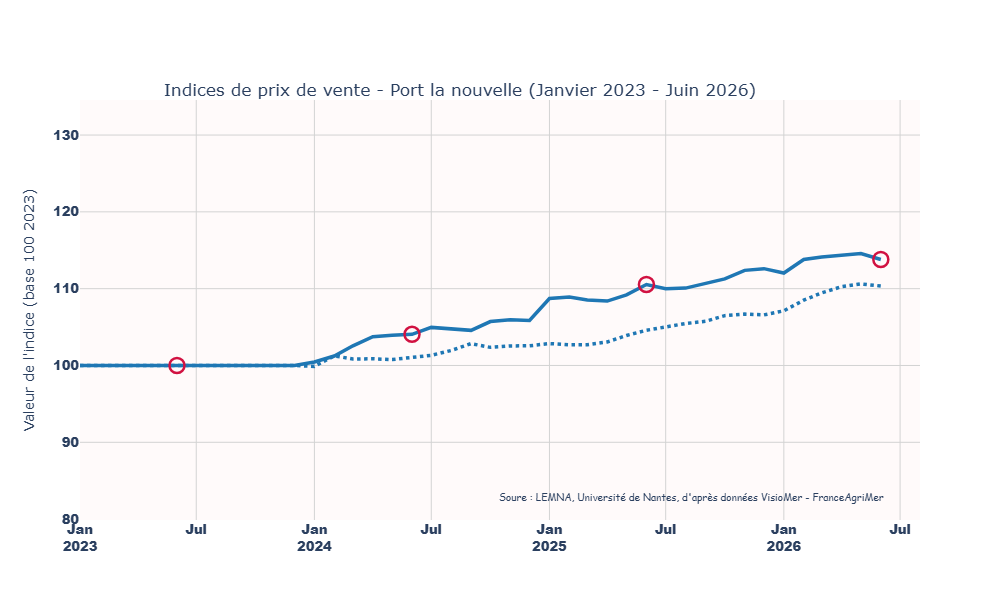 Indices de prix de vente - Port la nouvelle (Janvier 2023 - Juin 2026)
Valeur de l'indice (base 100 2023)
130
120
110
100
90
80
Soure : LEMNA, Université de Nantes, d'après données VisioMer - FranceAgriMer
Jan
2023
Jul
Jan
2024
Jul
Jan
2025
Jul
Jan
2026
Jul